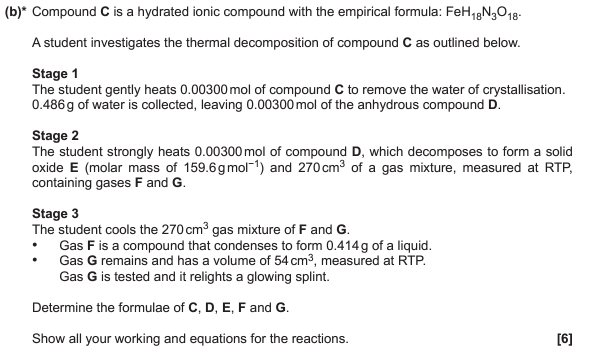 (b)* Compound C is a hydrated ionic compound with the empirical formula: FeH₁₈N₃O₁₈.
A student investigates the thermal decomposition of compound C as outlined below.
Stage 1
The student gently heats 0.00300 mol of compound C to remove the water of crystallisation.
0.486 g of water is collected, leaving 0.00300 mol of the anhydrous compound D.
Stage 2
The student strongly heats 0.00300 mol of compound D, which decomposes to form a solid
oxide E (molar mass of 159.6 g mol⁻¹) and 270 cm³ of a gas mixture, measured at RTP,
containing gases F and G.
Stage 3
The student cools the 270 cm³ gas mixture of F and G.
• Gas F is a compound that condenses to form 0.414 g of a liquid.
• Gas G remains and has a volume of 54 cm³, measured at RTP.
Gas G is tested and it relights a glowing splint.
Determine the formulae of C, D, E, F and G.
Show all your working and equations for the reactions. [6]